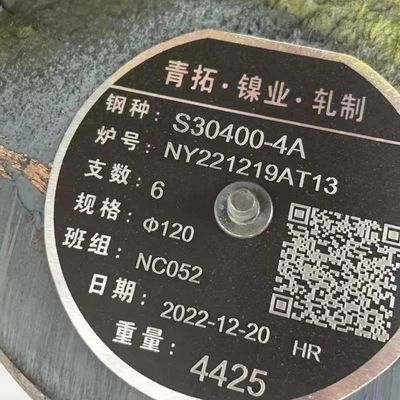 青拓·镍业·轧制
钢种: S30400-4A
炉号: NY221219AT13
支数: 6
规格: Φ120
班组: NC052
日期: 2022-12-20 HR
重量: 4425